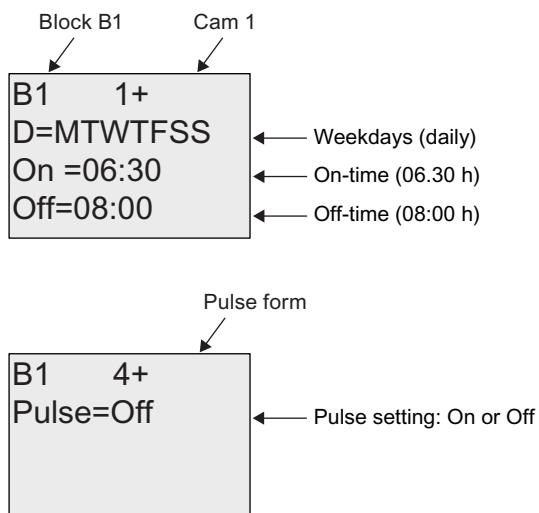 Block B1 Cam 1
B1 1+
D=MTWTFSS Weekdays (daily)
On =06:30 On-time (06.30 h)
Off=08:00 Off-time (08:00 h)
Pulse form
B1 4+
Pulse=Off Pulse setting: On or Off